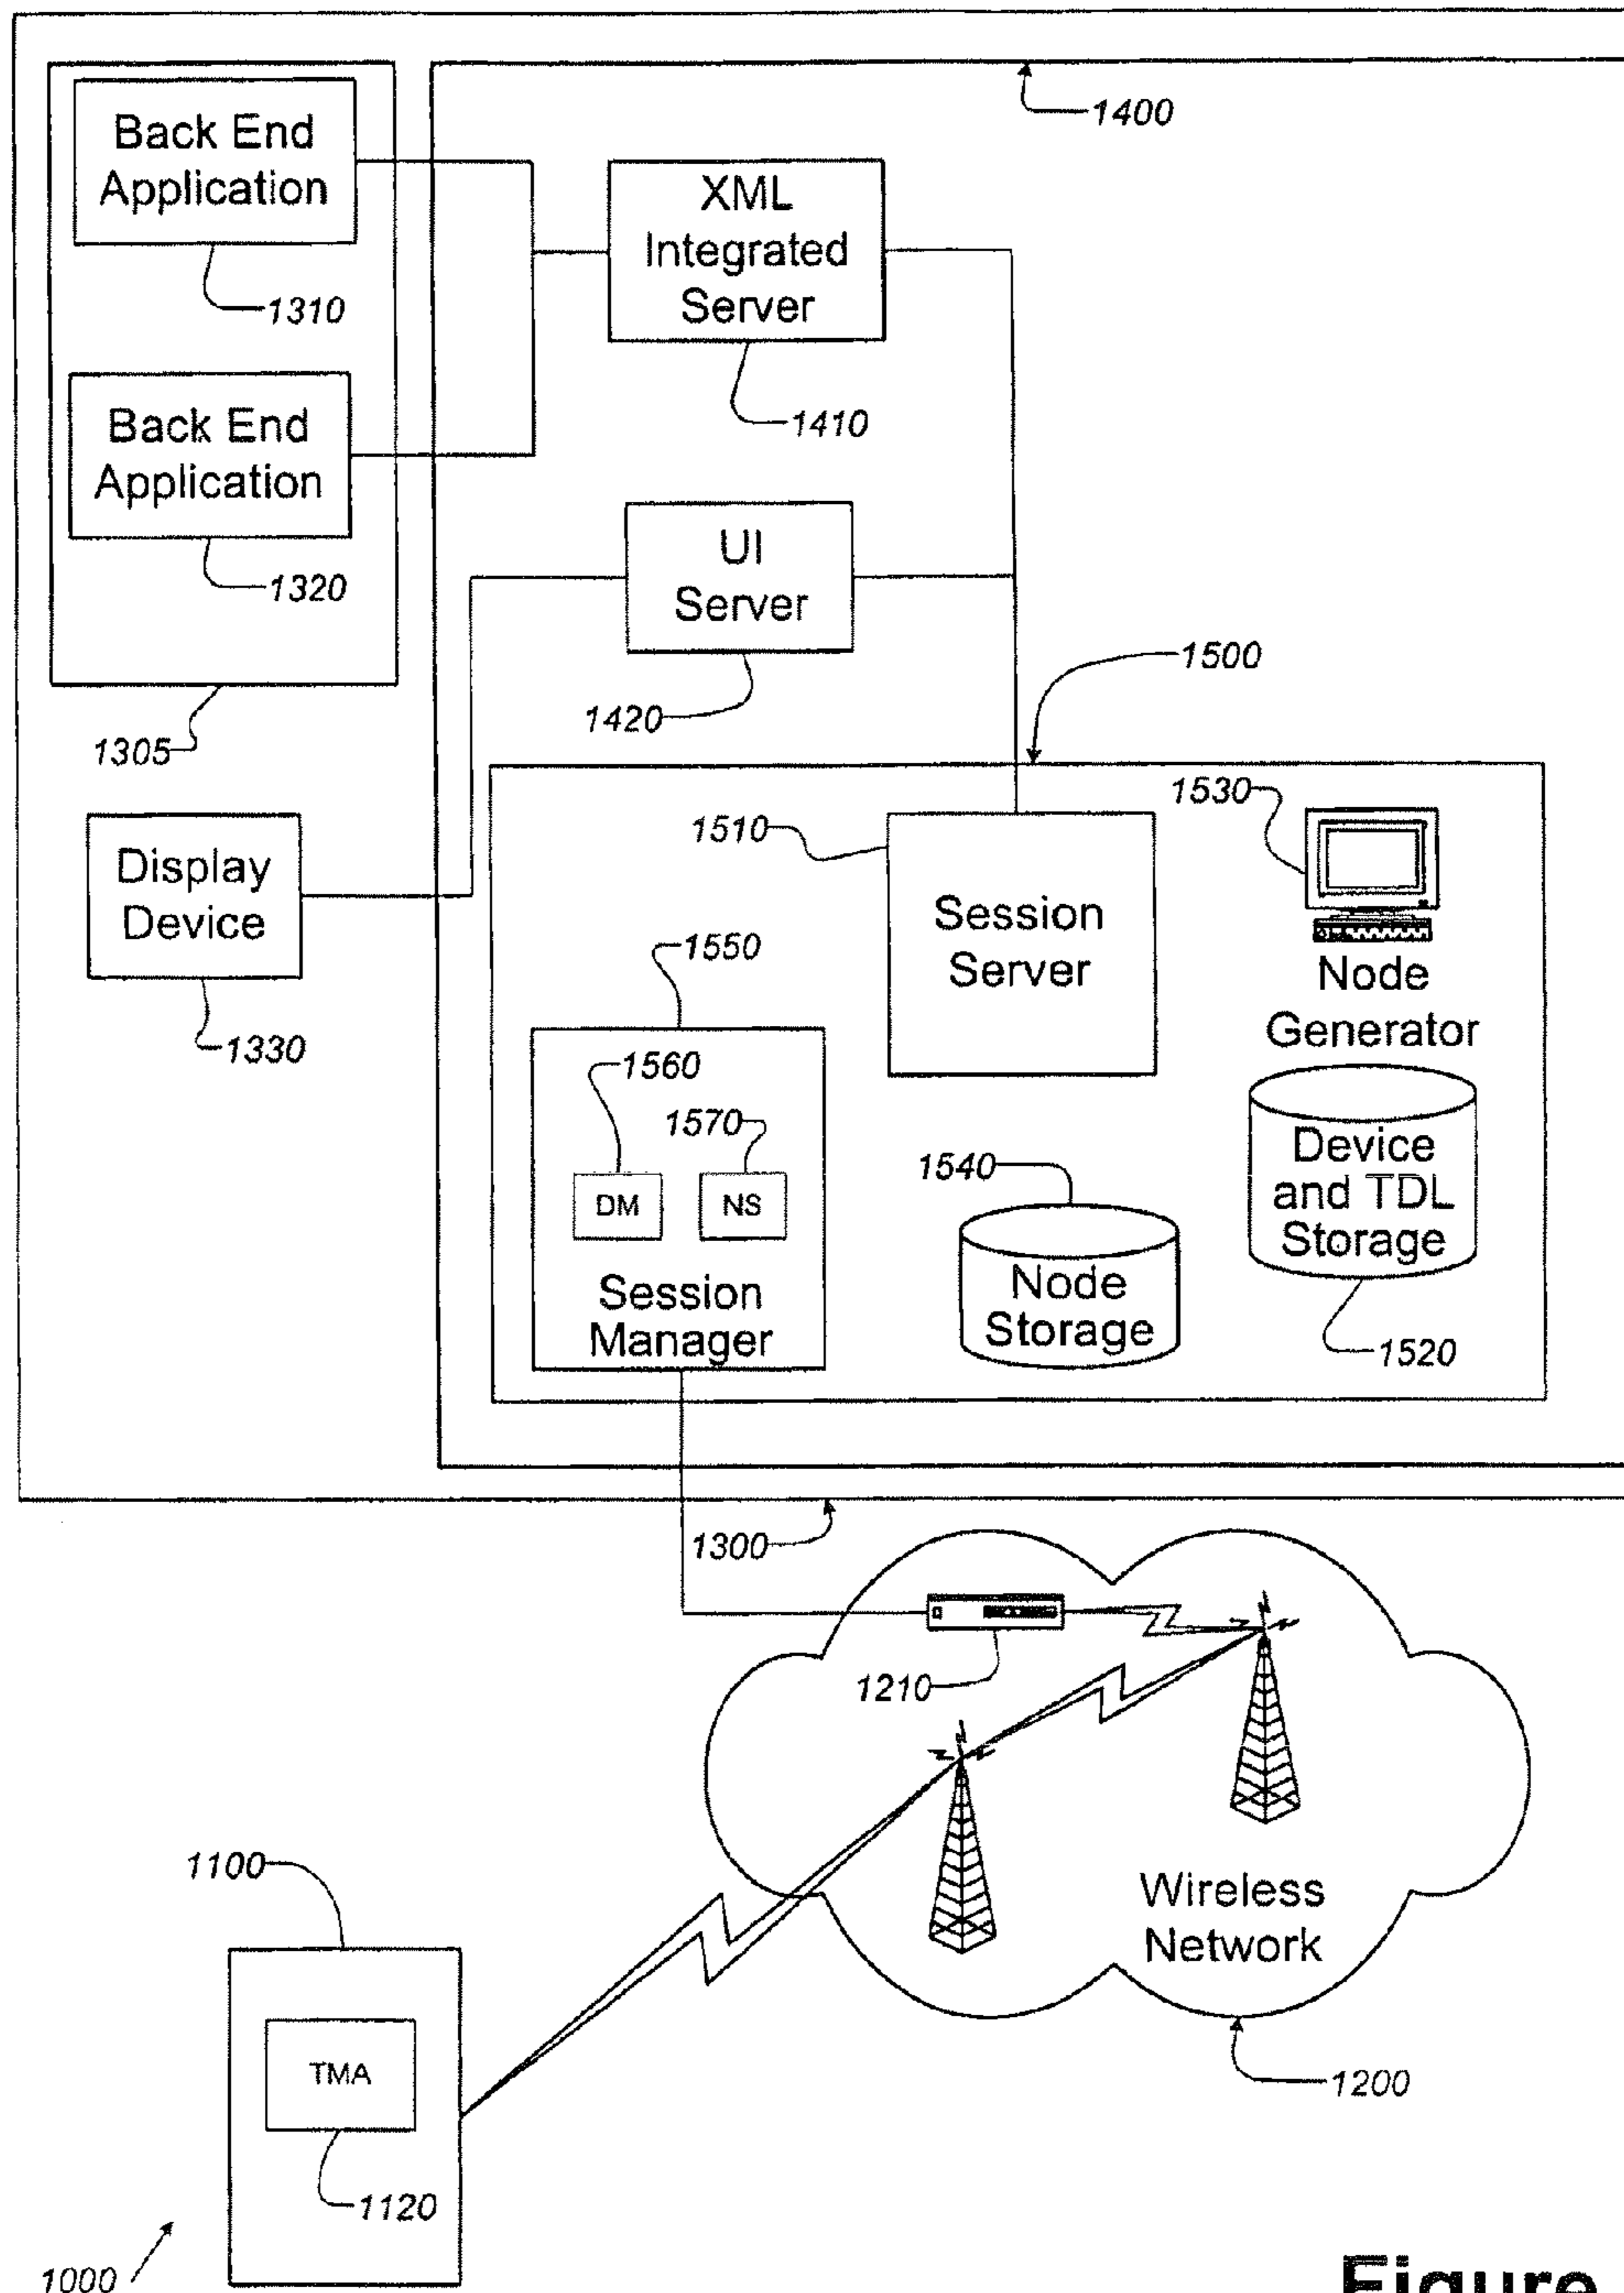 1400
Back End
Application
1310
XML
Integrated
Server
1410
Back End
Application
1320
UI
Server
1420
1305
1500
Display
Device
1330
1510
Session
Server
1530
Node
Generator
1550
1560
1570
DM
NS
Session
Manager
1540
Node
Storage
Device
and TDL
Storage
1520
1300
1210
Wireless
Network
1200
1100
TMA
1120
1000
Figure